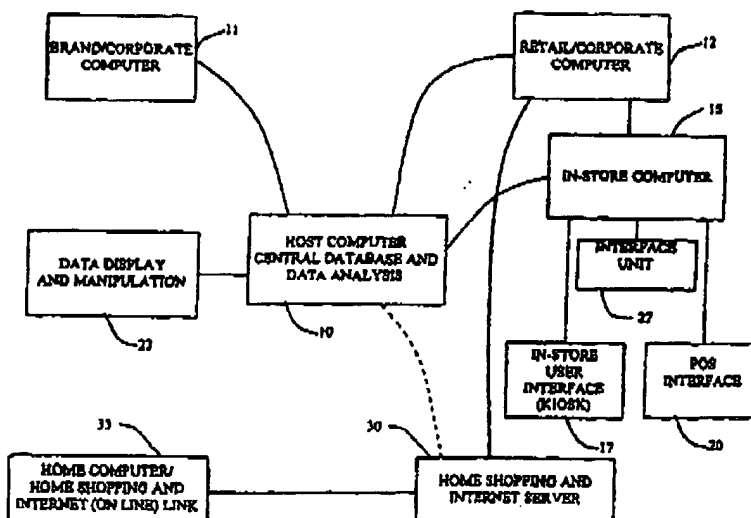 11
BRAND/CORPORATE
COMPUTER
12
RETAIL/CORPORATE
COMPUTER
15
IN-STORE COMPUTER
HOST COMPUTER
CENTRAL DATABASE AND
DATA ANALYSIS
10
DATA DISPLAY
AND MANIPULATION
22
INTERFACE
UNIT
27
IN-STORE
USER
INTERFACE
(KIOSK)
17
POS
INTERFACE
20
33
HOME COMPUTER/
HOME SHOPPING AND
INTERNET (ON LINE) LINK
30
HOME SHOPPING AND
INTERNET SERVER